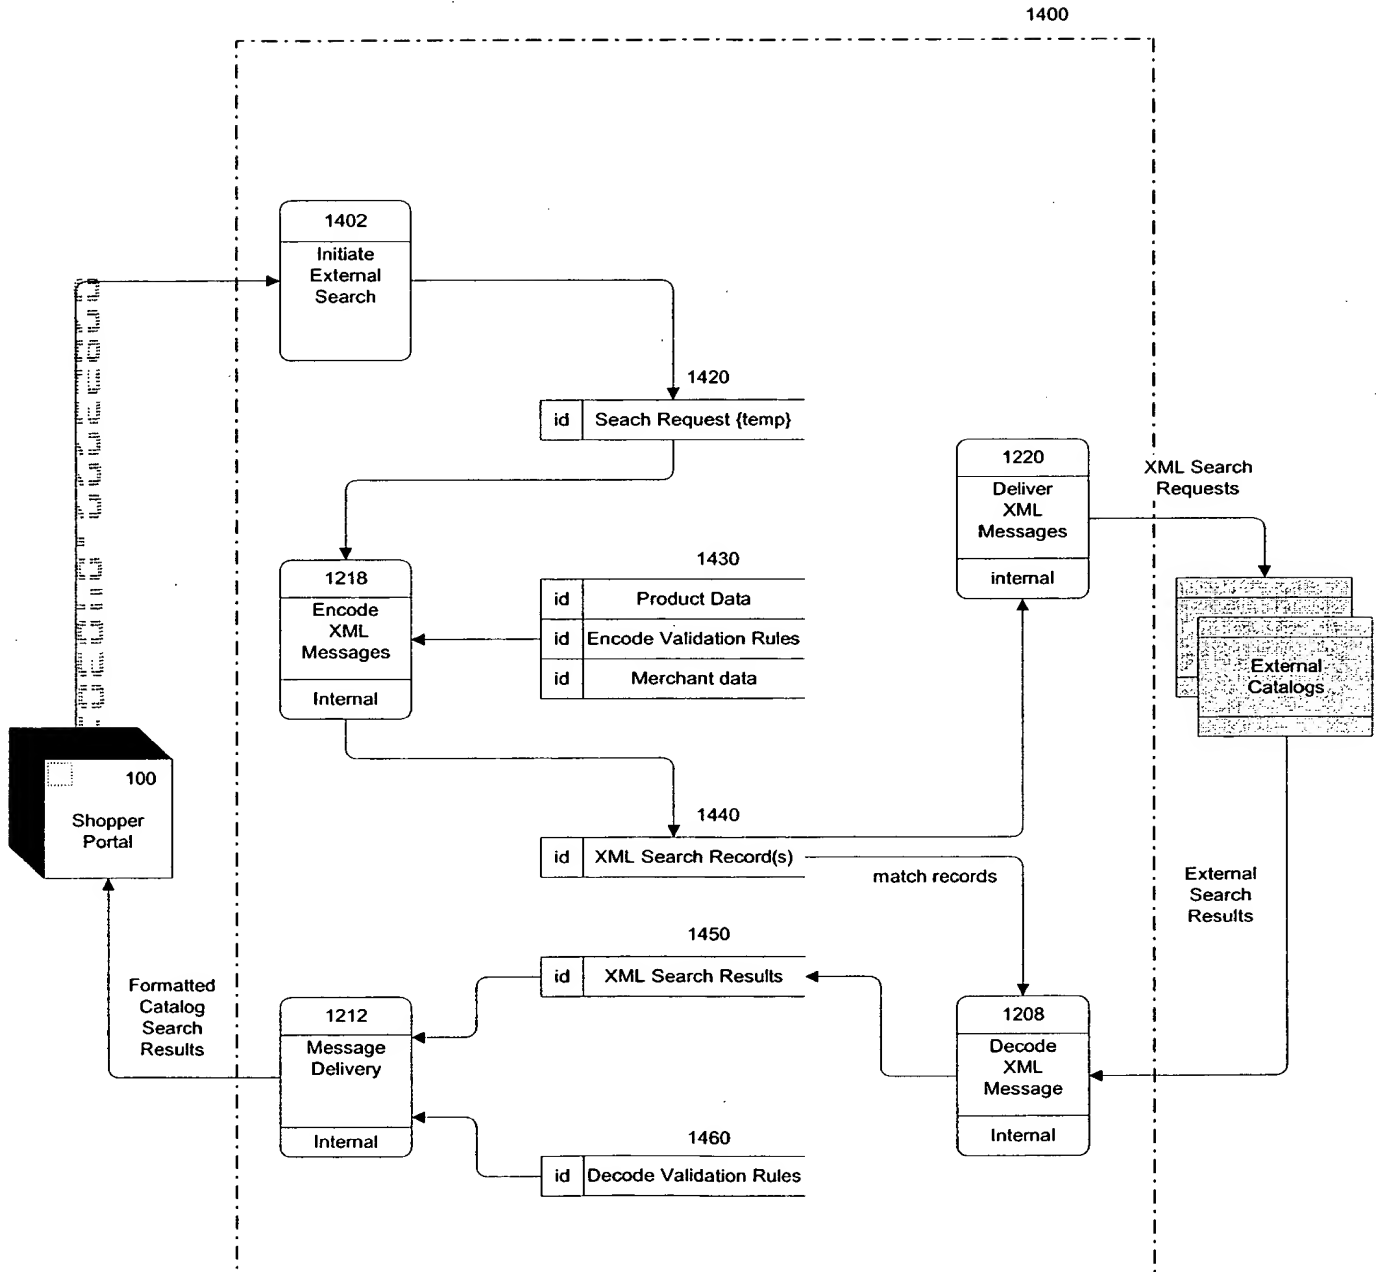 1400
1402
Initiate
External
Search
1420
id Seach Request {temp}
1220
Deliver
XML
Messages
internal
XML Search
Requests
1218
Encode
XML
Messages
Internal
1430
id Product Data
id Encode Validation Rules
id Merchant data
External
Catalogs
100
Shopper
Portal
1440
id XML Search Record(s)
match records
External
Search
Results
1450
id XML Search Results
Formatted
Catalog
Search
Results
1212
Message
Delivery
Internal
1208
Decode
XML
Message
Internal
1460
id Decode Validation Rules